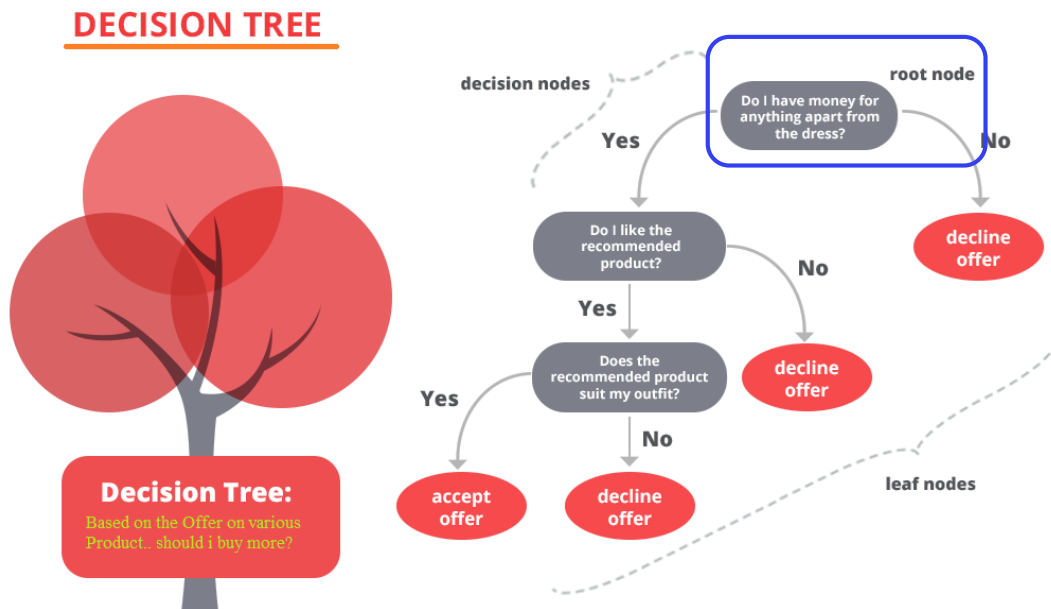 DECISION TREE
decision nodes
root node
Do I have money for
anything apart from
the dress?
Yes
No
Do I like the
recommended
product?
decline
offer
No
Yes
Does the
recommended product
suit my outfit?
decline
offer
Yes
No
leaf nodes
accept
offer
decline
offer
Decision Tree:
Based on the Offer on various
Product.. should i buy more?